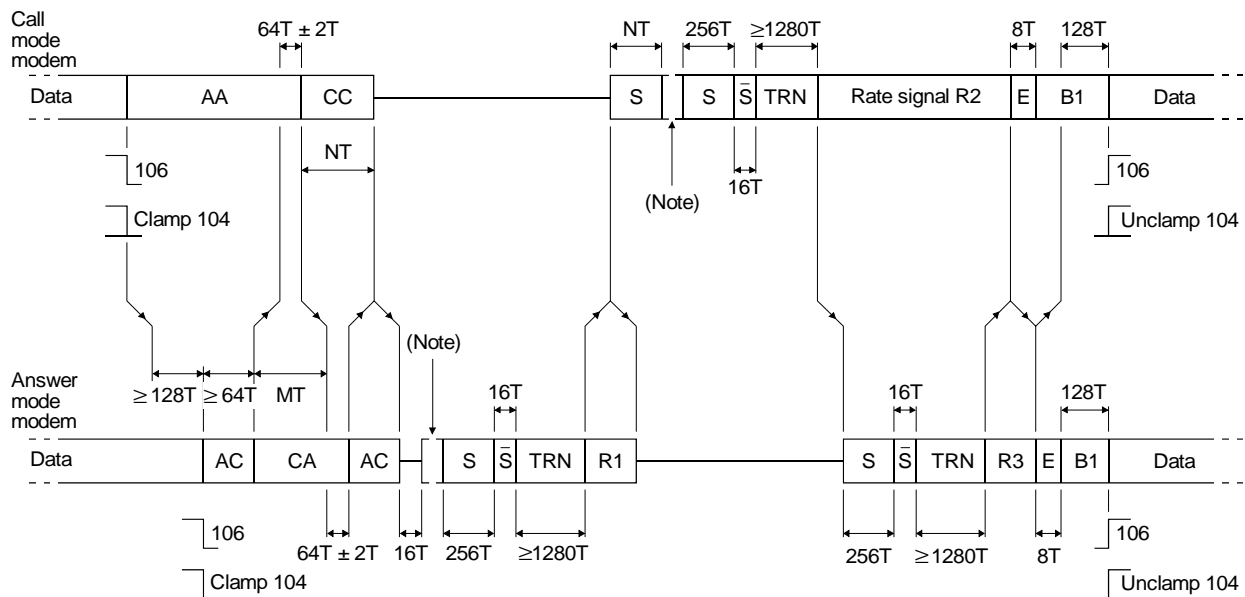 Call
mode
modem
64T ± 2T
NT
256T
≥1280T
8T
128T
Data
AA
CC
S
S
S̄
TRN
Rate signal R2
E
B1
Data
106
NT
16T
106
(Note)
Clamp 104
Unclamp 104
(Note)
Answer
mode
modem
≥ 128T
≥ 64T
MT
16T
16T
128T
Data
AC
CA
AC
S
S̄
TRN
R1
S
S̄
TRN
R3
E
B1
Data
106
64T ± 2T
16T
256T
≥1280T
256T
≥1280T
8T
106
Clamp 104
Unclamp 104